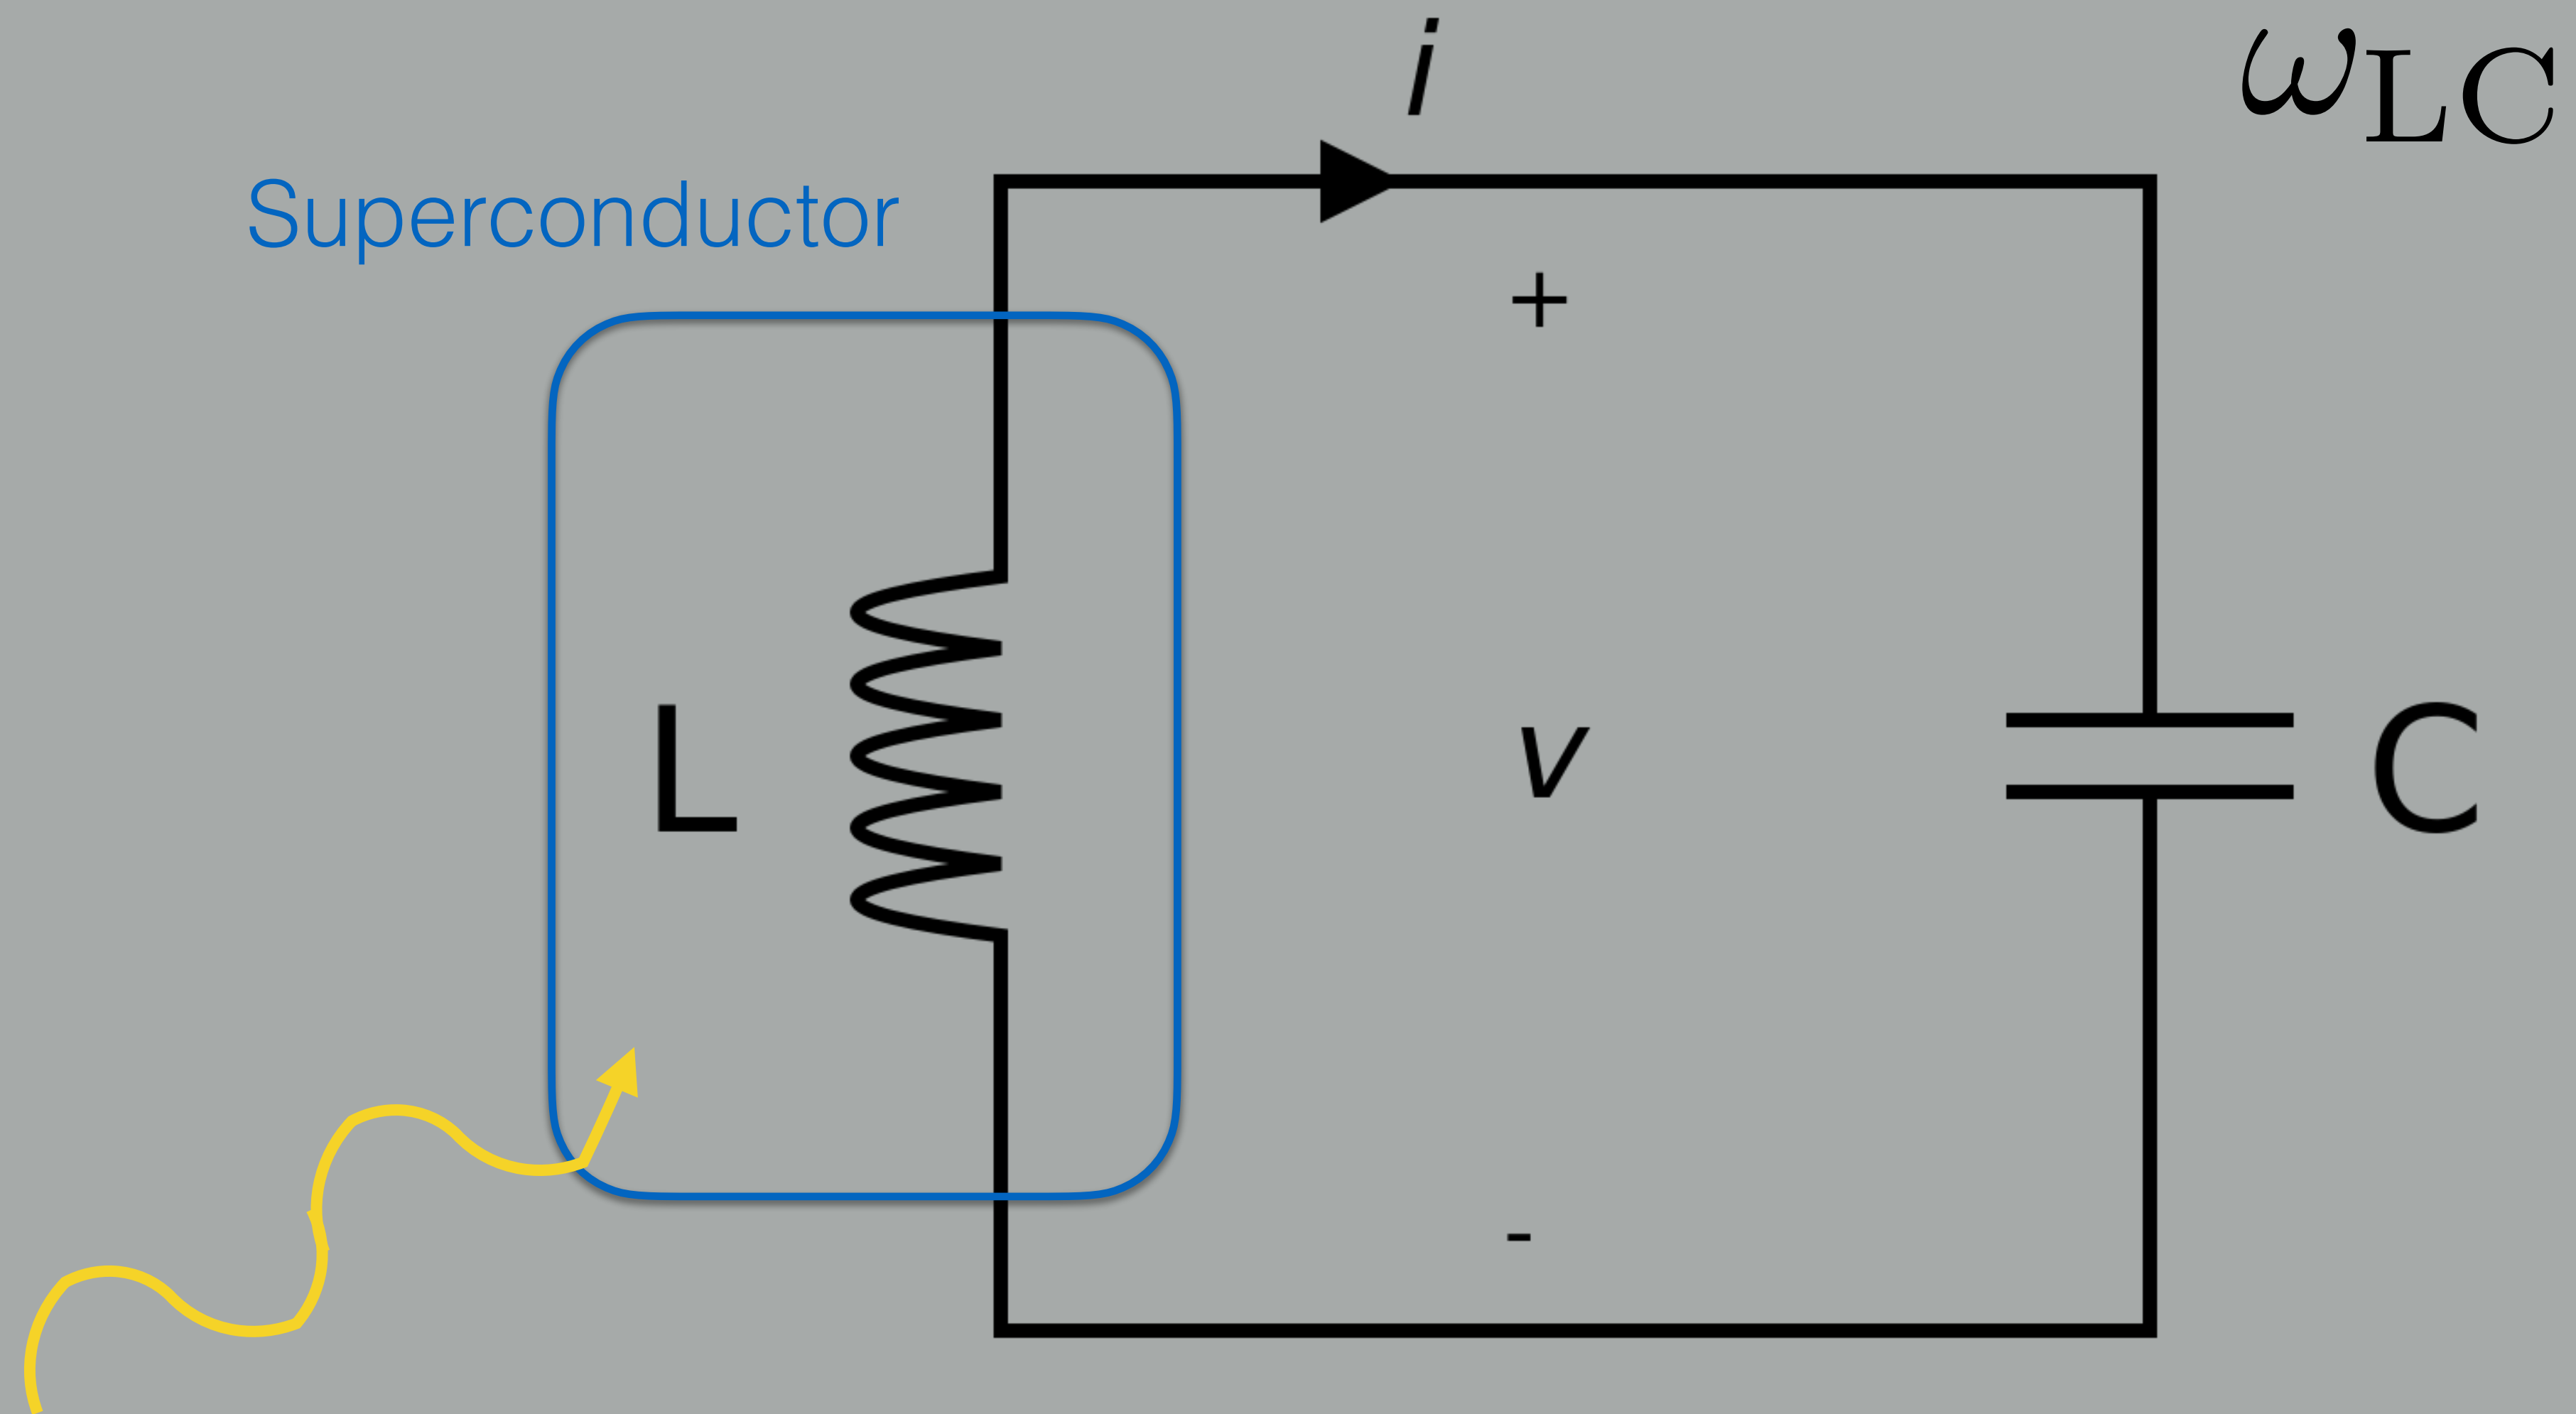 i
ωLC
Superconductor
+
L
v
C
-